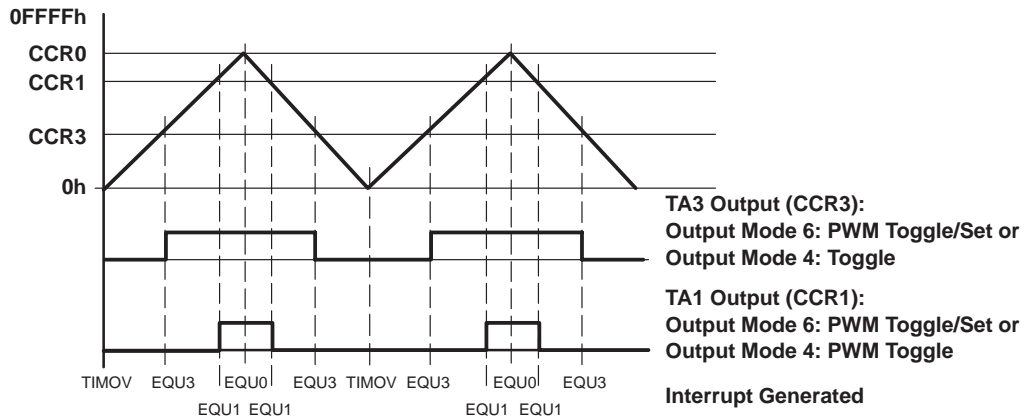 0FFFFh
CCR0
CCR1
CCR3
0h
TA3 Output (CCR3):
Output Mode 6: PWM Toggle/Set or
Output Mode 4: Toggle
TA1 Output (CCR1):
Output Mode 6: PWM Toggle/Set or
Output Mode 4: PWM Toggle
TIMOV EQU3 EQU0 EQU3 TIMOV EQU3 EQU0 EQU3
EQU1 EQU1 EQU1 EQU1
Interrupt Generated